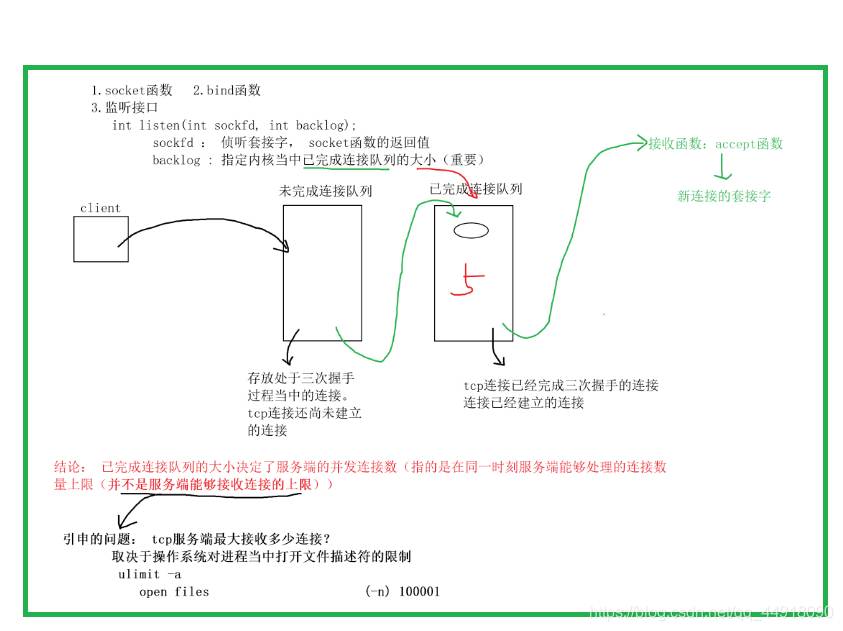 1.socket函数 2.bind函数
3.监听接口
int listen(int sockfd, int backlog);
sockfd : 侦听套接字, socket函数的返回值
backlog : 指定内核当中已完成连接队列的大小（重要）
接收函数: accept函数
新连接的套接字
未完成连接队列
已完成连接队列
client
5
存放处于三次握手
过程当中的连接。
tcp连接还尚未建立
的连接
tcp连接已经完成三次握手的连接
连接已经建立的连接
结论: 已完成连接队列的大小决定了服务端的并发连接数（指的是在同一时刻服务端能够处理的连接数
量上限（并不是服务端能够接收连接的上限））
引申的问题: tcp服务端最大接收多少连接?
取决于操作系统对进程当中打开文件描述符的限制
ulimit -a
open files (-n) 100001
https://blog.csdn.net/qq_44918090